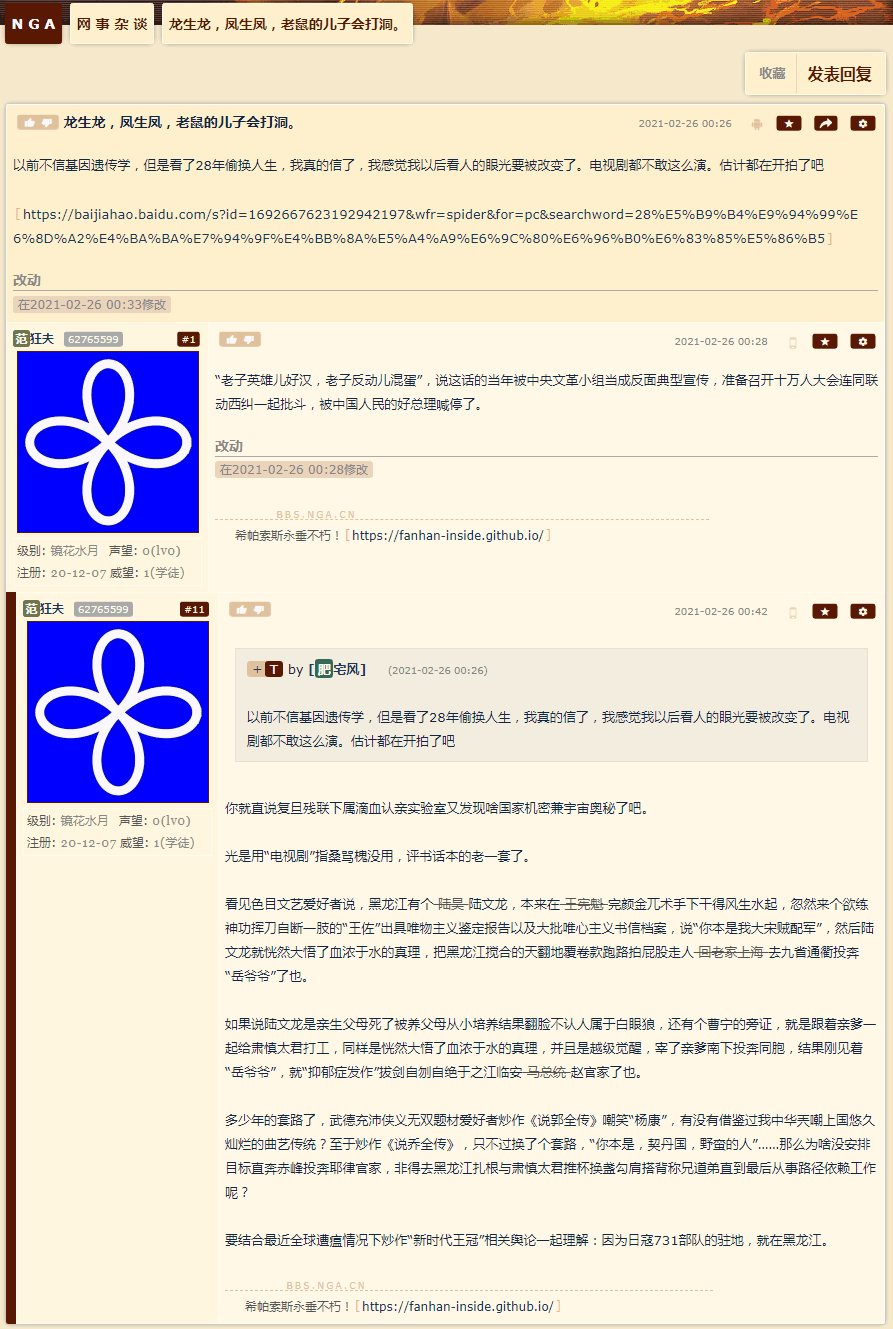 NGA 网事杂谈 龙生龙，凤生凤，老鼠的儿子会打洞。
收藏 发表回复
龙生龙，凤生凤，老鼠的儿子会打洞。 2021-02-26 00:26
以前不信基因遗传学，但是看了28年偷换人生，我真的信了，我感觉我以后看人的眼光要被改变了。电视剧都不敢这么演。估计都在开拍了吧
[https://baijiahao.baidu.com/s?id=1692667623192942197&wfr=spider&for=pc&searchword=28%E5%B9%B4%E9%94%99%E
6%8D%A2%E4%BA%BA%E7%94%9F%E4%BB%8A%E5%A4%A9%E6%9C%80%E6%96%B0%E6%83%85%E5%86%B5]
改动
在2021-02-26 00:33修改
范狂夫 62765599 #1 2021-02-26 00:28
“老子英雄儿好汉，老子反动儿混蛋”，说这话的当年被中央文革小组当成反面典型宣传，准备召开十万人大会连同联
动西纠一起批斗，被中国人民的好总理喊停了。
改动
在2021-02-26 00:28修改
BBS.NGA.CN
希帕索斯永垂不朽！[https://fanhan-inside.github.io/]
级别: 镜花水月 声望: 0(lv0)
注册: 20-12-07 威望: 1(学徒)
范狂夫 62765599 #11 2021-02-26 00:42
+T by [肥宅风] (2021-02-26 00:26)
以前不信基因遗传学，但是看了28年偷换人生，我真的信了，我感觉我以后看人的眼光要被改变了。电视
剧都不敢这么演。估计都在开拍了吧
级别: 镜花水月 声望: 0(lv0)
注册: 20-12-07 威望: 1(学徒)
你就直说复旦残联下属滴血认亲实验室又发现啥国家机密兼宇宙奥秘了吧。
光是用“电视剧”指桑骂槐没用，评书话本的老一套了。
看见色目文艺爱好者说，黑龙江有个 陆昊 陆文龙，本来在 王宪魁 完颜金兀术手下干得风生水起，忽然来个欲练
神功挥刀自断一肢的“王佐”出具唯物主义鉴定报告以及大批唯心主义书信档案，说“你本是我大宋贼配军”，然后陆
文龙就恍然大悟了血浓于水的真理，把黑龙江搅合的天翻地覆卷款跑路拍屁股走人 回老家上海 去九省通衢投奔
“岳爷爷”了也。
如果说陆文龙是亲生父母死了被养父母从小培养结果翻脸不认人属于白眼狼，还有个曹宁的旁证，就是跟着亲爹一
起给肃慎太君打工，同样是恍然大悟了血浓于水的真理，并且是越级觉醒，宰了亲爹南下投奔同胞，结果刚见着
“岳爷爷”，就“抑郁症发作”拔剑自刎自绝于之江临安 马总统 赵官家了也。
多少年的套路了，武德充沛侠义无双题材爱好者炒作《说郭全传》嘲笑“杨康”，有没有借鉴过我中华天嘲上国悠久
灿烂的曲艺传统？至于炒作《说乔全传》，只不过换了个套路，“你本是，契丹国，野蛮的人”……那么为啥没安排
目标直奔赤峰投奔耶律官家，非得去黑龙江扎根与肃慎太君推杯换盏勾肩搭背称兄道弟直到最后从事路径依赖工作
呢？
要结合最近全球遭瘟情况下炒作“新时代王冠”相关舆论一起理解：因为日寇731部队的驻地，就在黑龙江。
BBS.NGA.CN
希帕索斯永垂不朽！[https://fanhan-inside.github.io/]